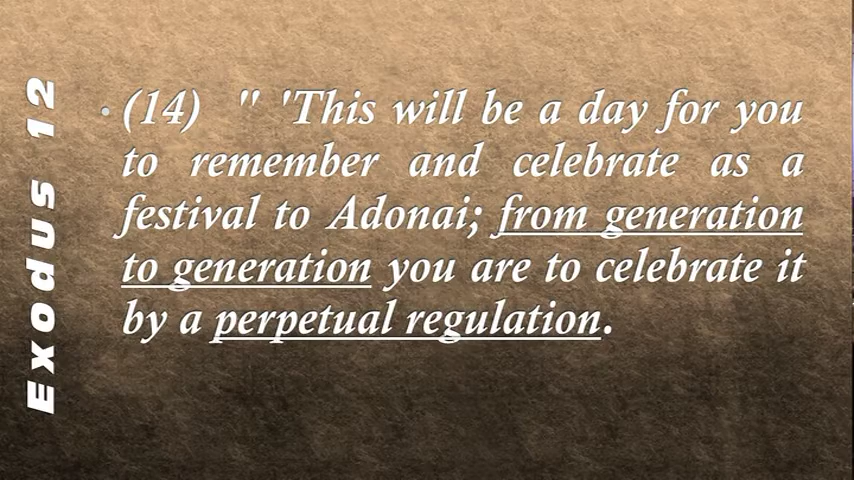 Exodus 12
• (14) " 'This will be a day for you
to remember and celebrate as a
festival to Adonai; from generation
to generation you are to celebrate it
by a perpetual regulation.